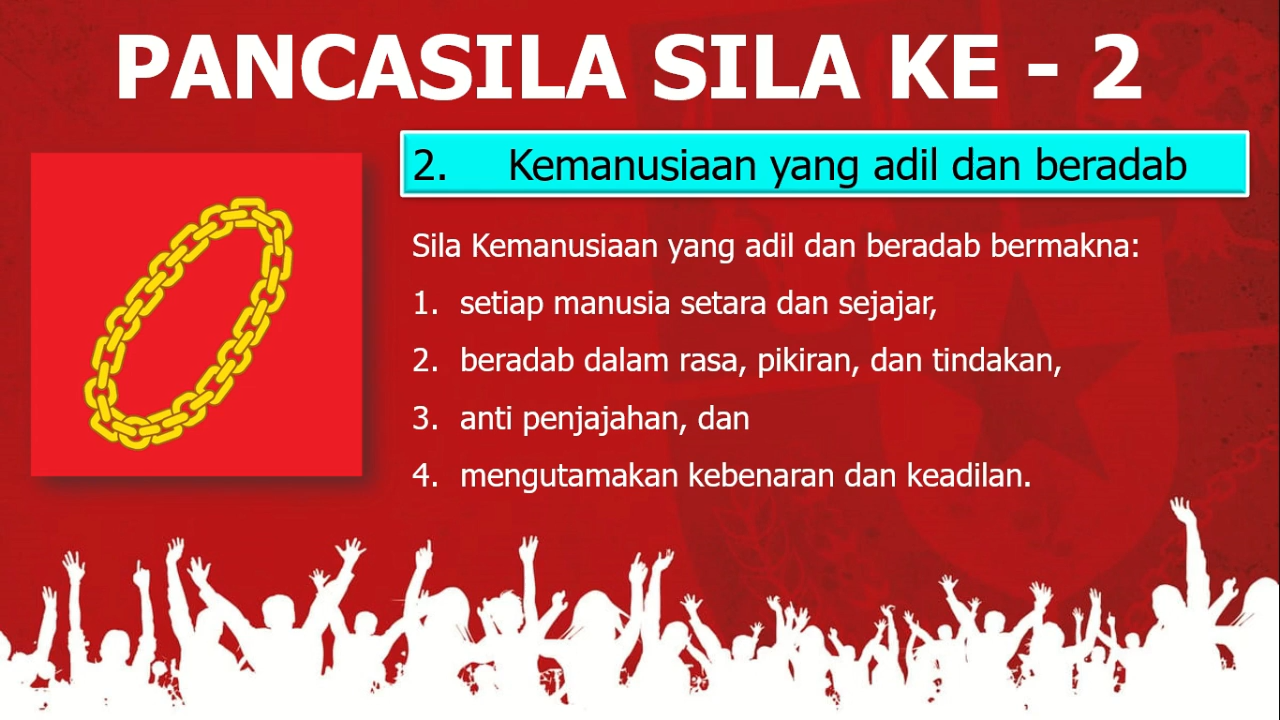 PANCASILA SILA KE - 2
2. Kemanusiaan yang adil dan beradab
Sila Kemanusiaan yang adil dan beradab bermakna:
1. setiap manusia setara dan sejajar,
2. beradab dalam rasa, pikiran, dan tindakan,
3. anti penjajahan, dan
4. mengutamakan kebenaran dan keadilan.